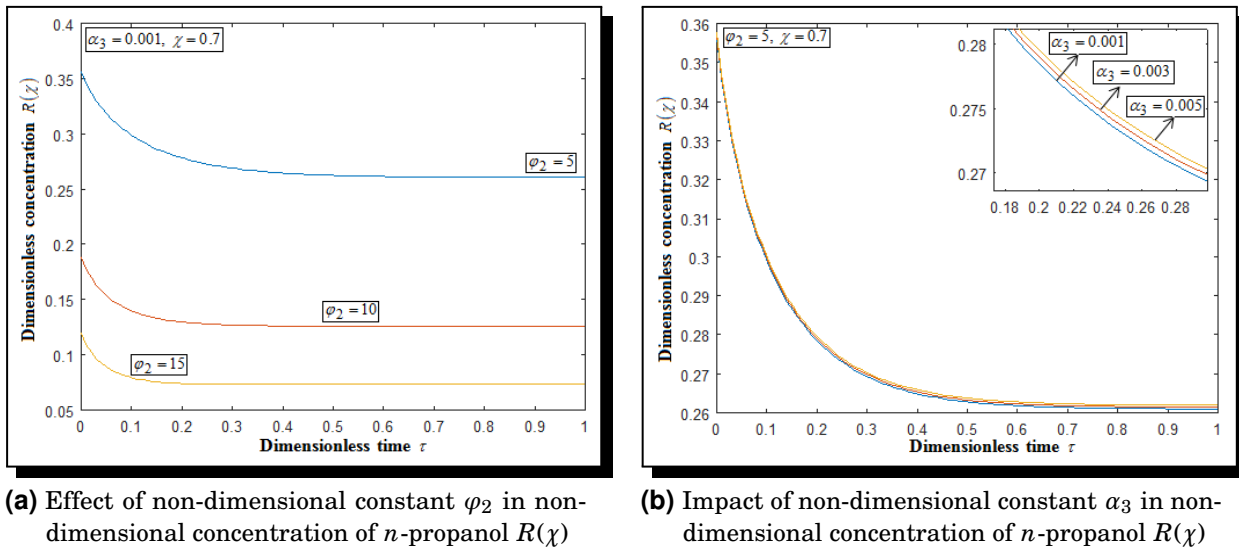 0.4
0.35
0.3
0.25
0.2
0.15
0.1
0.05
Dimensionless concentration R(χ)
α₃ = 0.001, χ = 0.7
φ₂ = 5
φ₂ = 10
φ₂ = 15
0 0.1 0.2 0.3 0.4 0.5 0.6 0.7 0.8 0.9 1
Dimensionless time τ
(a) Effect of non-dimensional constant φ₂ in non-
dimensional concentration of n-propanol R(χ)
0.36
0.35
0.34
0.33
0.32
0.31
0.3
0.29
0.28
0.27
0.26
Dimensionless concentration R(χ)
φ₂ = 5, χ = 0.7
0.28
0.275
0.27
α₃ = 0.001
α₃ = 0.003
α₃ = 0.005
0.18 0.2 0.22 0.24 0.26 0.28
0 0.1 0.2 0.3 0.4 0.5 0.6 0.7 0.8 0.9 1
Dimensionless time τ
(b) Impact of non-dimensional constant α₃ in non-
dimensional concentration of n-propanol R(χ)